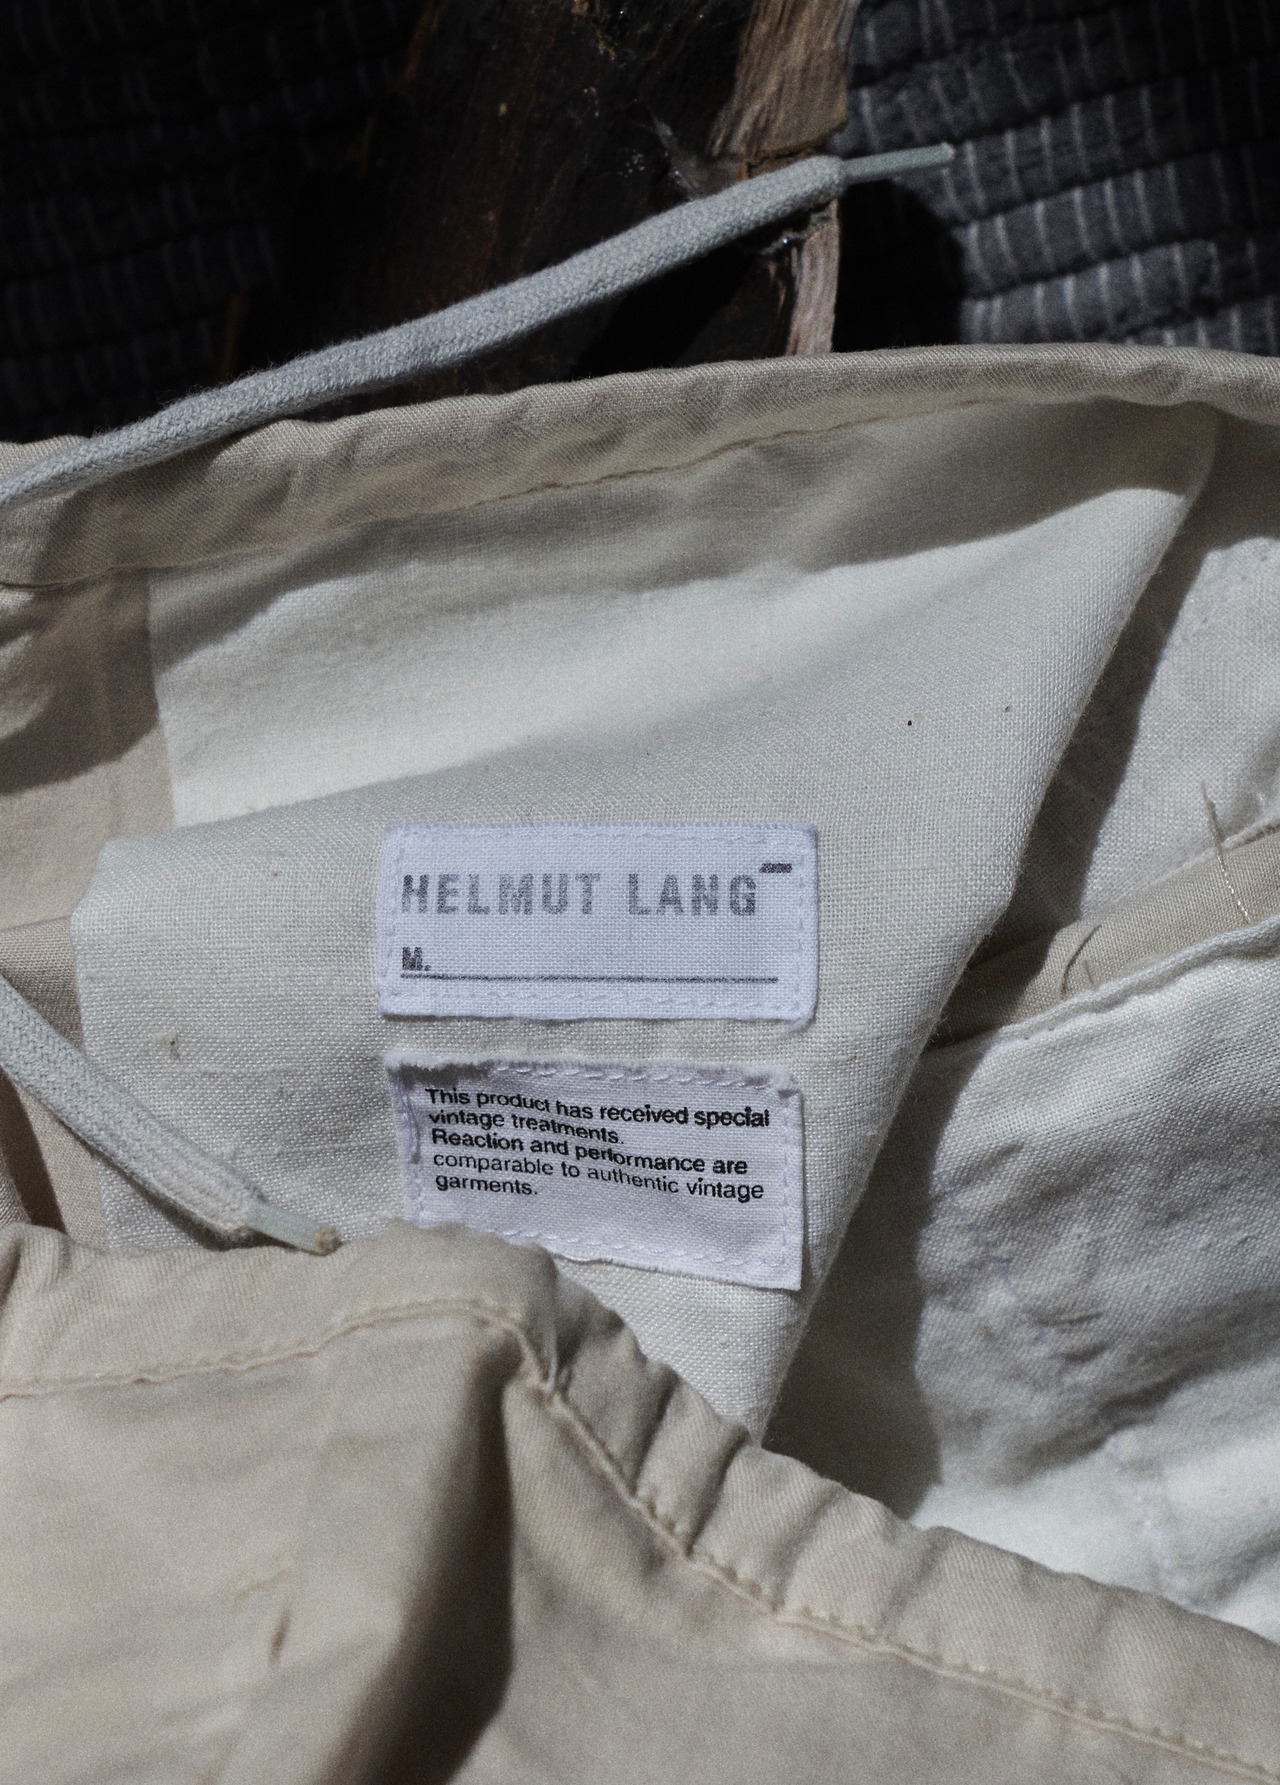 HELMUT LANG
M.
This product has received special
vintage treatments.
Reaction and performance are
comparable to authentic vintage
garments.